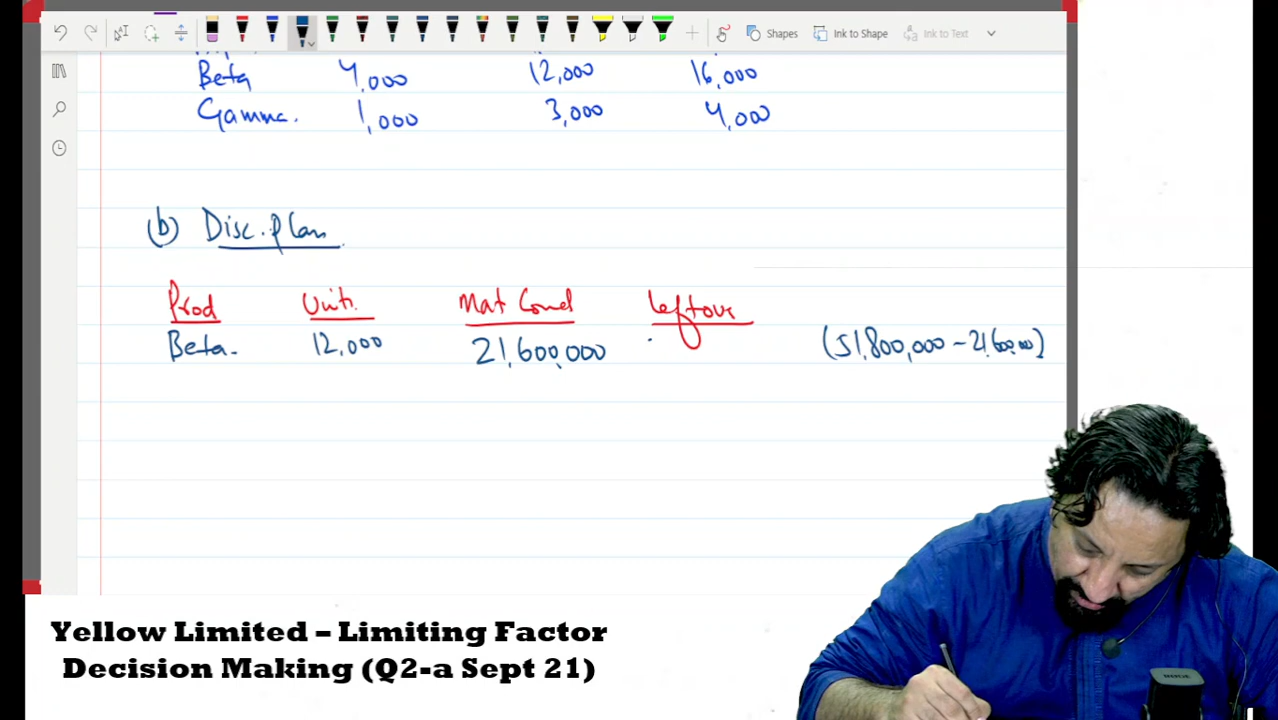 Shapes Ink to Shape Ink to Text
Beta 4,000 12,000 16,000
Gamma. 1,000 3,000 4,000
(b) Disc. plan
Prod Units Mat Cons Leftover
Beta. 12,000 21,600,000 (51,800,000 - 21,600,000)
Yellow Limited – Limiting Factor
Decision Making (Q2-a Sept 21)